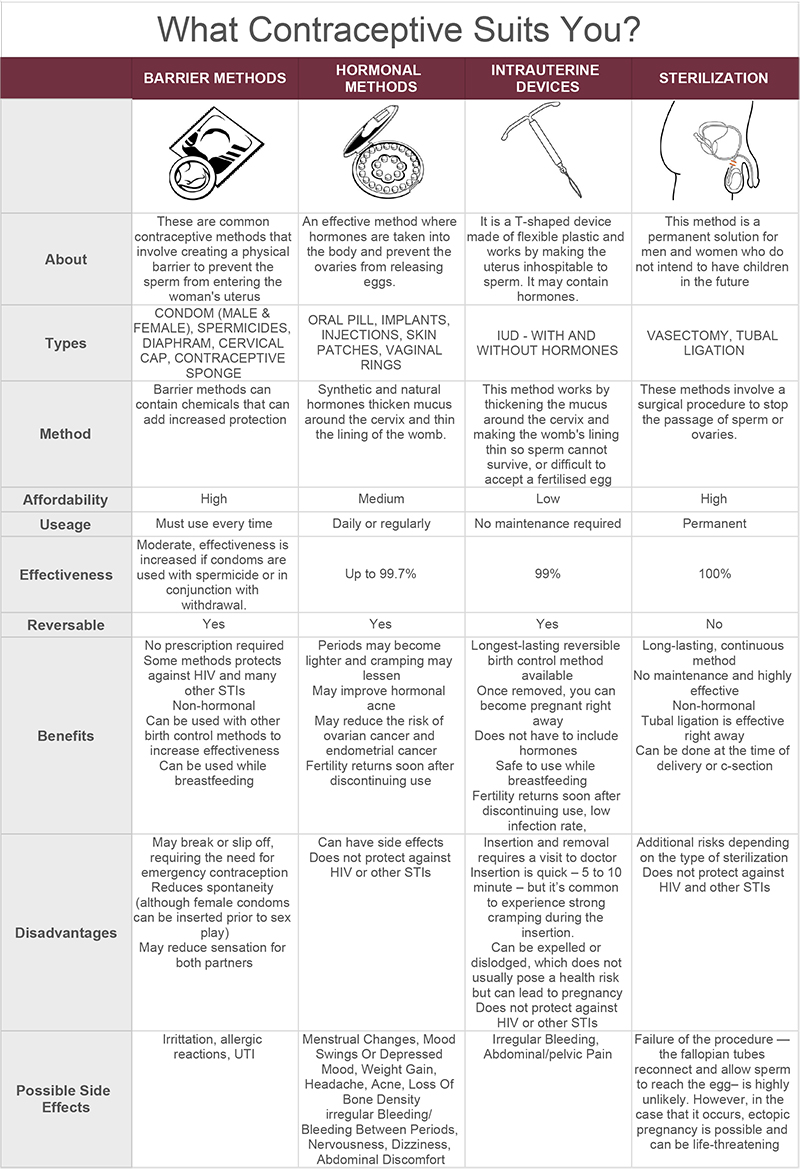 What Contraceptive Suits You?
BARRIER METHODS
HORMONAL
METHODS
INTRAUTERINE
DEVICES
STERILIZATION
About
These are common
contraceptive methods that
involve creating a physical
barrier to prevent the
sperm from entering the
woman's uterus
An effective method where
hormones are taken into
the body and prevent the
ovaries from releasing
eggs.
It is a T-shaped device
made of flexible plastic and
works by making the
uterus inhospitable to
sperm. It may contain
hormones.
This method is a
permanent solution for
men and women who do
not intend to have children
in the future
Types
CONDOM (MALE &
FEMALE), SPERMICIDES,
DIAPHRAM, CERVICAL
CAP, CONTRACEPTIVE
SPONGE
ORAL PILL, IMPLANTS,
INJECTIONS, SKIN
PATCHES, VAGINAL
RINGS
IUD - WITH AND
WITHOUT HORMONES
VASECTOMY, TUBAL
LIGATION
Method
Barrier methods can
contain chemicals that can
add increased protection
Synthetic and natural
hormones thicken mucus
around the cervix and thin
the lining of the womb.
This method works by
thickening the mucus
around the cervix and
making the womb's lining
thin so sperm cannot
survive, or difficult to
accept a fertilised egg
These methods involve a
surgical procedure to stop
the passage of sperm or
ovaries.
Affordability
High
Medium
Low
High
Useage
Must use every time
Daily or regularly
No maintenance required
Permanent
Effectiveness
Moderate, effectiveness is
increased if condoms are
used with spermicide or in
conjunction with
withdrawal.
Up to 99.7%
99%
100%
Reversable
Yes
Yes
Yes
No
Benefits
No prescription required
Some methods protects
against HIV and many
other STIs
Non-hormonal
Can be used with other
birth control methods to
increase effectiveness
Can be used while
breastfeeding
Periods may become
lighter and cramping may
lessen
May improve hormonal
acne
May reduce the risk of
ovarian cancer and
endometrial cancer
Fertility returns soon after
discontinuing use
Longest-lasting reversible
birth control method
available
Once removed, you can
become pregnant right
away
Does not have to include
hormones
Safe to use while
breastfeeding
Fertility returns soon after
discontinuing use, low
infection rate,
Long-lasting, continuous
method
No maintenance and highly
effective
Non-hormonal
Tubal ligation is effective
right away
Can be done at the time of
delivery or c-section
Disadvantages
May break or slip off,
requiring the need for
emergency contraception
Reduces spontaneity
(although female condoms
can be inserted prior to sex
play)
May reduce sensation for
both partners
Can have side effects
Does not protect against
HIV or other STIs
Insertion and removal
requires a visit to doctor
Insertion is quick – 5 to 10
minute – but it's common
to experience strong
cramping during the
insertion.
Can be expelled or
dislodged, which does not
usually pose a health risk
but can lead to pregnancy
Does not protect against
HIV or other STIs
Additional risks depending
on the type of sterilization
Does not protect against
HIV and other STIs
Possible Side
Effects
Irrittation, allergic
reactions, UTI
Menstrual Changes, Mood
Swings Or Depressed
Mood, Weight Gain,
Headache, Acne, Loss Of
Bone Density
irregular Bleeding/
Bleeding Between Periods,
Nervousness, Dizziness,
Abdominal Discomfort
Irregular Bleeding,
Abdominal/pelvic Pain
Failure of the procedure —
the fallopian tubes
reconnect and allow sperm
to reach the egg– is highly
unlikely. However, in the
case that it occurs, ectopic
pregnancy is possible and
can be life-threatening